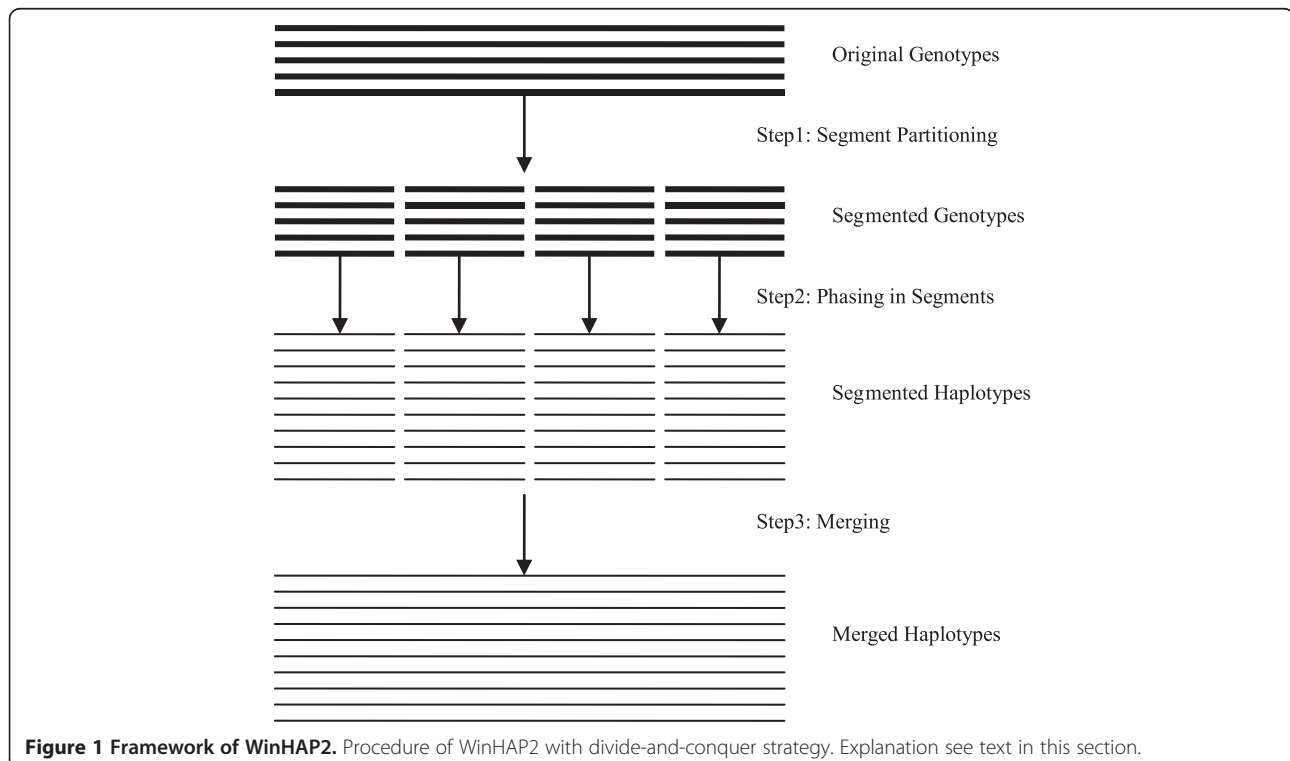 Original Genotypes
Step1: Segment Partitioning
Segmented Genotypes
Step2: Phasing in Segments
Segmented Haplotypes
Step3: Merging
Merged Haplotypes
Figure 1 Framework of WinHAP2. Procedure of WinHAP2 with divide-and-conquer strategy. Explanation see text in this section.